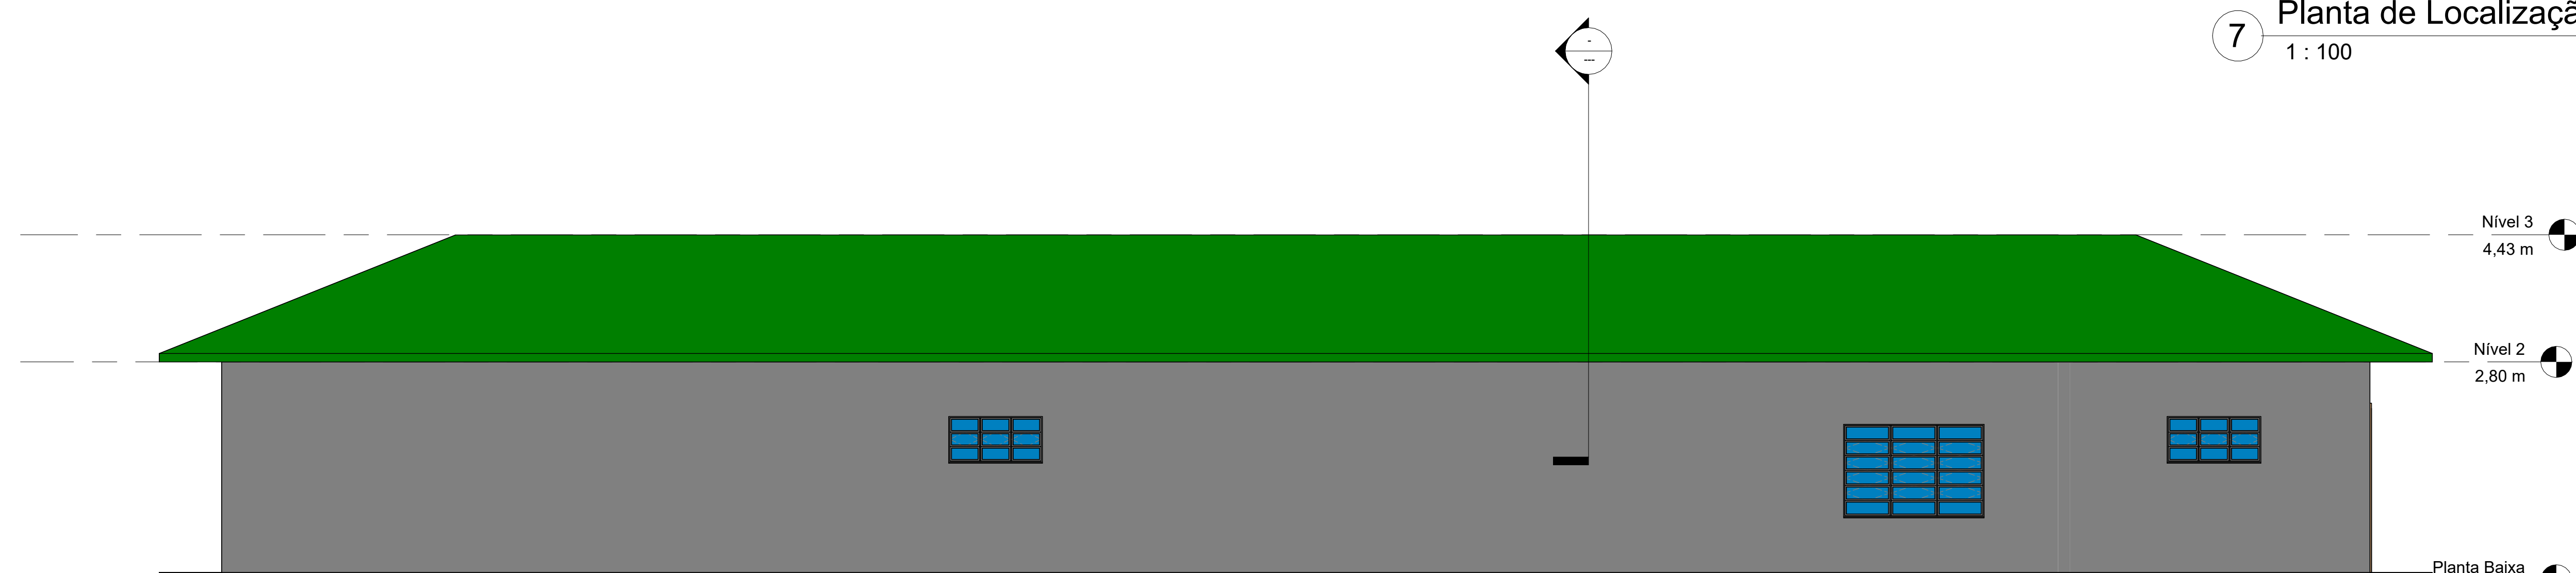 Planta de Localizaçã
7
1 : 100
-
---
Nível 3
4,43 m
Nível 2
2,80 m
Planta Baixa